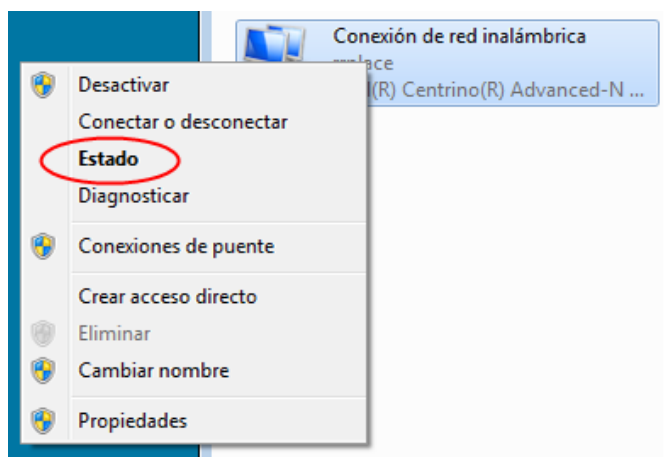 Conexión de red inalámbrica
(R) Centrino(R) Advanced-N ...
Desactivar
Conectar o desconectar
Estado
Diagnosticar
Conexiones de puente
Crear acceso directo
Eliminar
Cambiar nombre
Propiedades